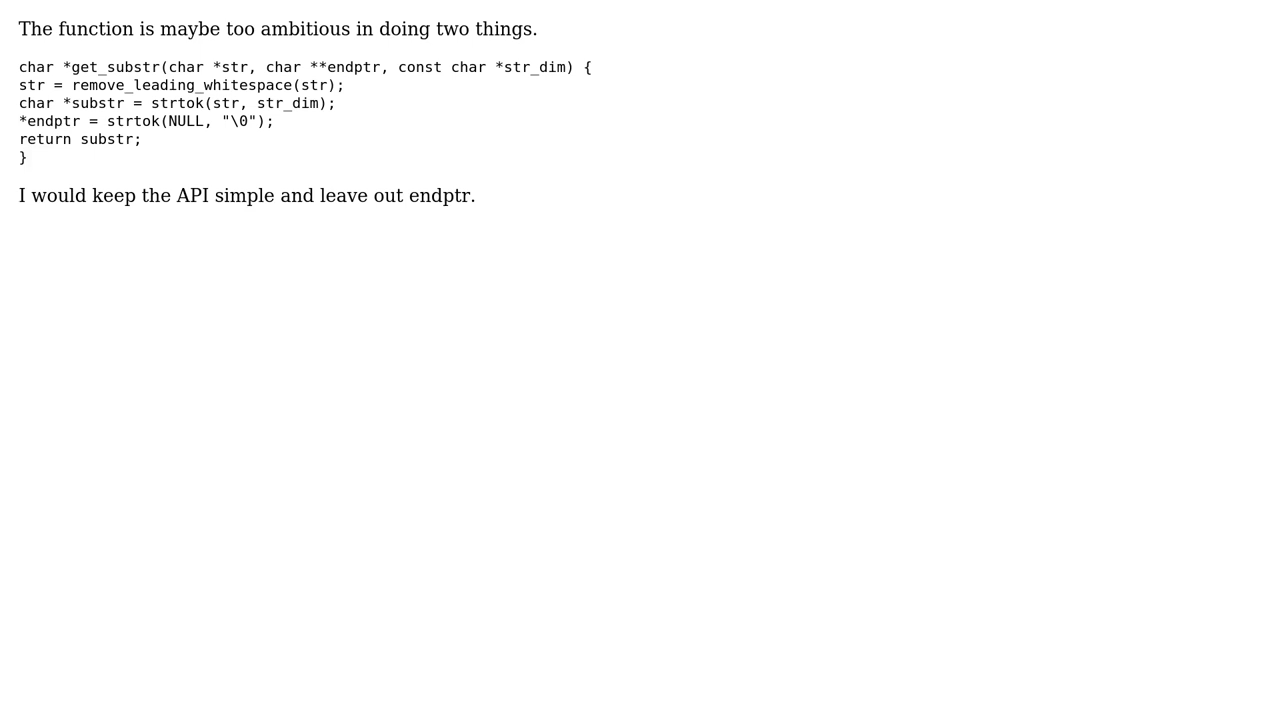 The function is maybe too ambitious in doing two things.
char *get_substr(char *str, char **endptr, const char *str_dim) {
str = remove_leading_whitespace(str);
char *substr = strtok(str, str_dim);
*endptr = strtok(NULL, "\0");
return substr;
}
I would keep the API simple and leave out endptr.